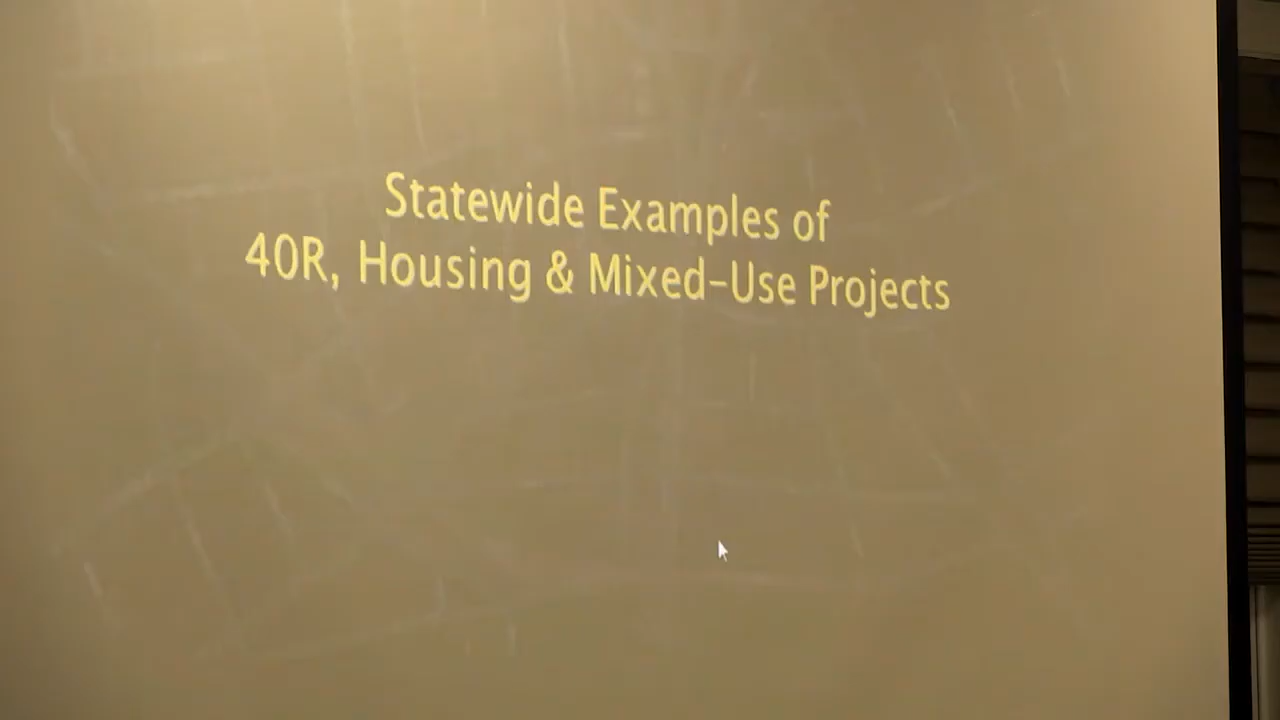 Statewide Examples of
40R, Housing & Mixed-Use Projects